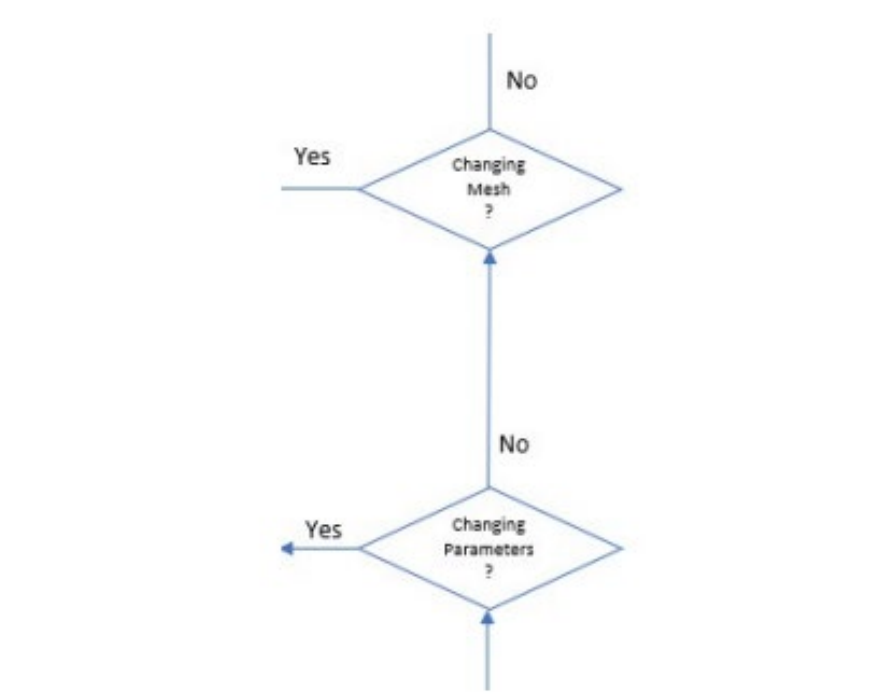 No
Yes
Changing
Mesh
?
No
Yes
Changing
Parameters
?